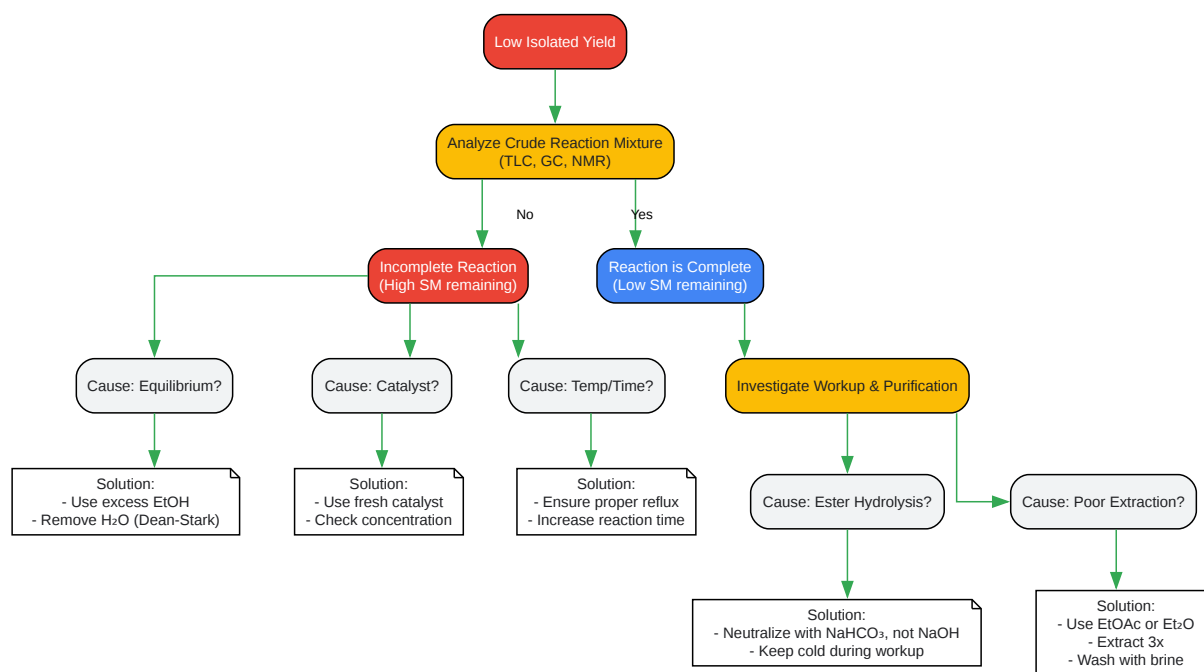 Low Isolated Yield
Analyze Crude Reaction Mixture
(TLC, GC, NMR)
No
Yes
Incomplete Reaction
(High SM remaining)
Reaction is Complete
(Low SM remaining)
Cause: Equilibrium?
Cause: Catalyst?
Cause: Temp/Time?
Investigate Workup & Purification
Solution:
- Use excess EtOH
- Remove H₂O (Dean-Stark)
Solution:
- Use fresh catalyst
- Check concentration
Solution:
- Ensure proper reflux
- Increase reaction time
Cause: Ester Hydrolysis?
Cause: Poor Extraction?
Solution:
- Neutralize with NaHCO₃, not NaOH
- Keep cold during workup
Solution:
- Use EtOAc or Et₂O
- Extract 3x
- Wash with brine